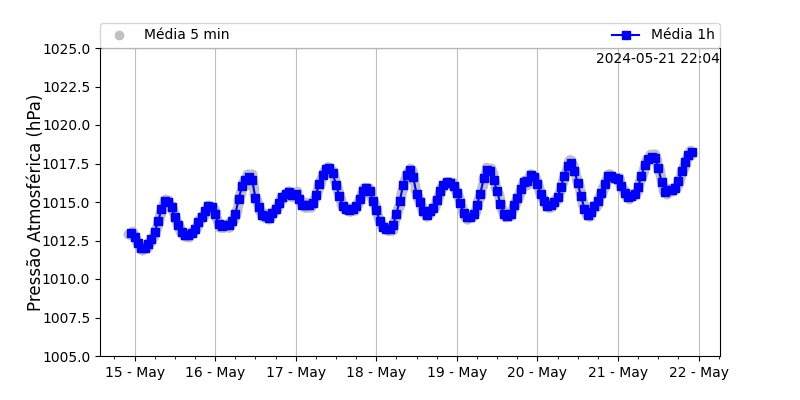 Média 5 min
Média 1h
2024-05-21 22:04
Pressão Atmosférica (hPa)
1025.0
1022.5
1020.0
1017.5
1015.0
1012.5
1010.0
1007.5
1005.0
15 - May
16 - May
17 - May
18 - May
19 - May
20 - May
21 - May
22 - May